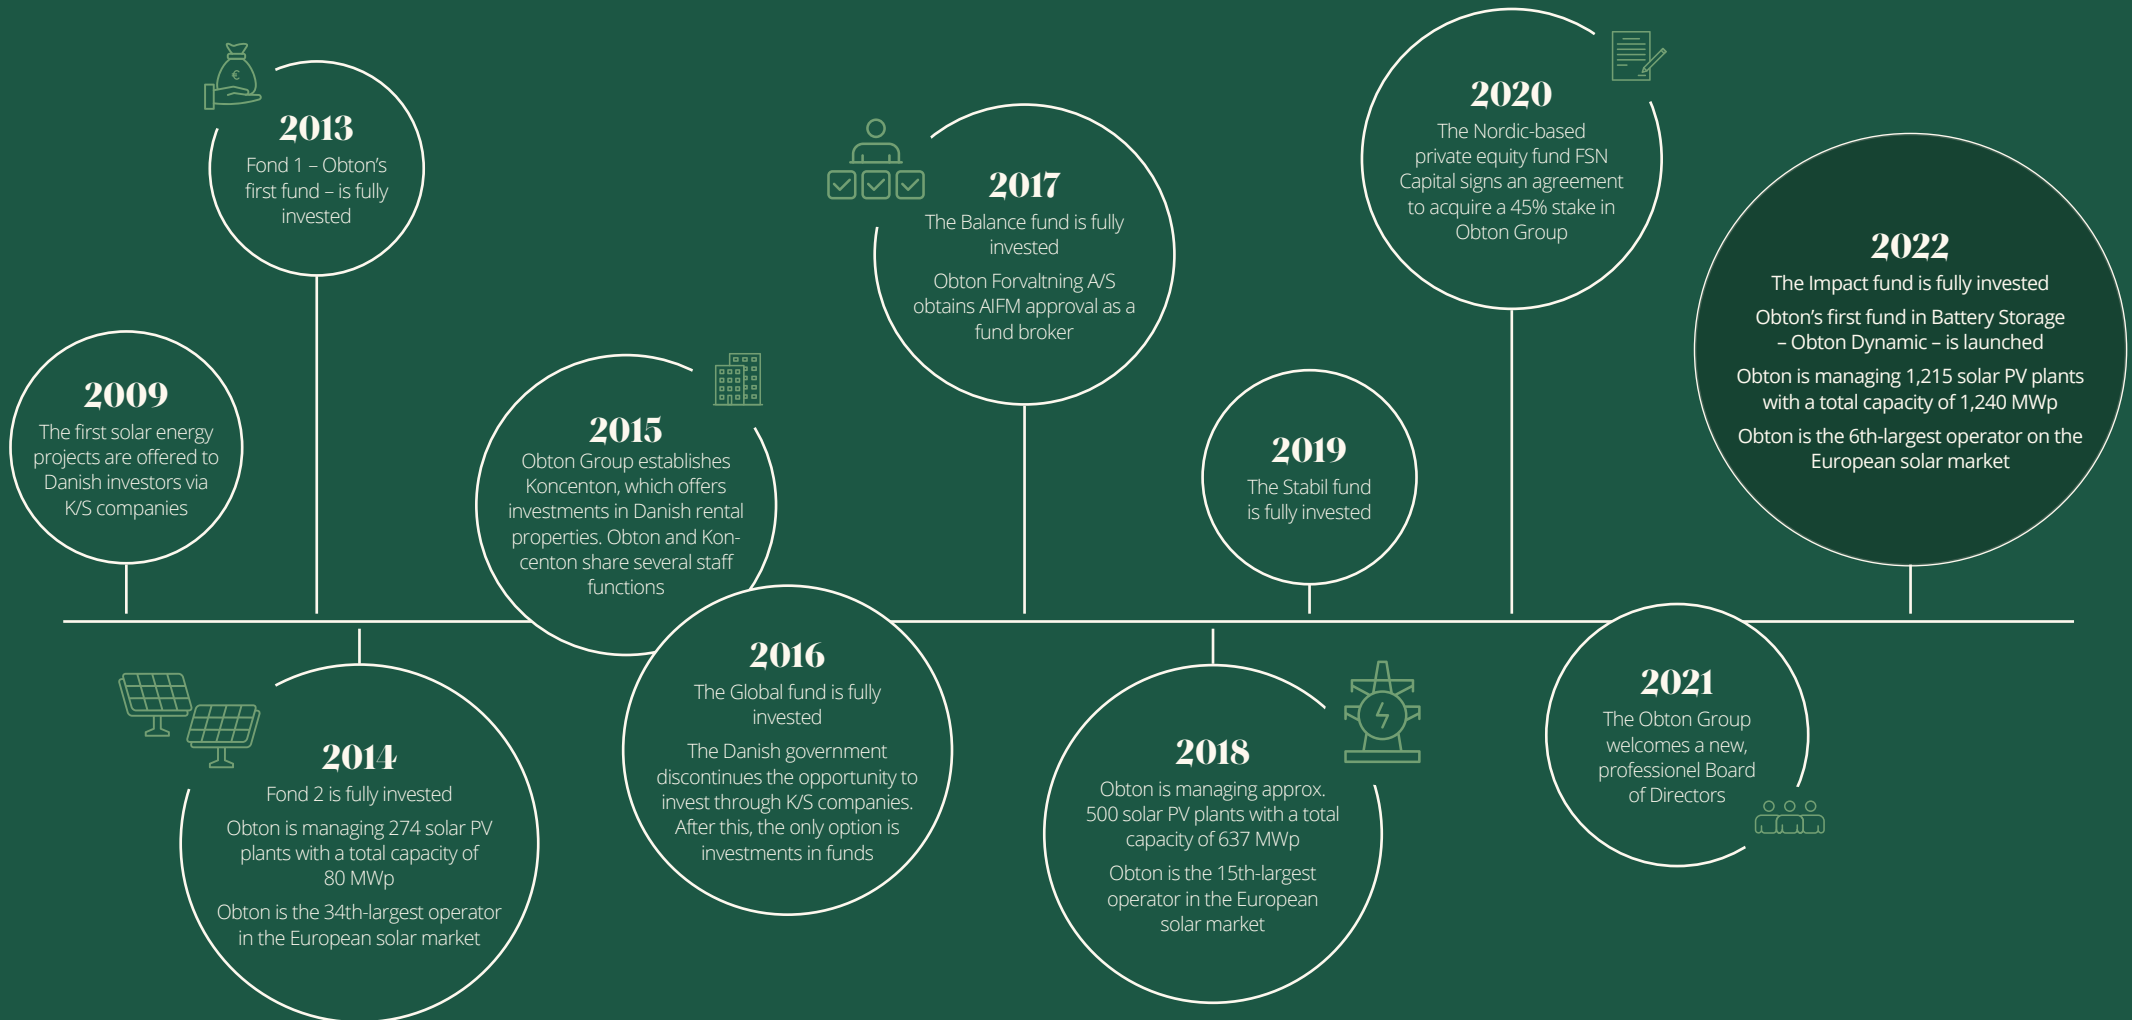 2009
The first solar energy
projects are offered to
Danish investors via
K/S companies
2013
Fond 1 – Obton's
first fund – is fully
invested
2014
Fond 2 is fully invested
Obton is managing 274 solar PV
plants with a total capacity of
80 MWp
Obton is the 34th-largest operator
in the European solar market
2015
Obton Group establishes
Koncenton, which offers
investments in Danish rental
properties. Obton and Kon-
centon share several staff
functions
2016
The Global fund is fully
invested
The Danish government
discontinues the opportunity to
invest through K/S companies.
After this, the only option is
investments in funds
2017
The Balance fund is fully
invested
Obton Forvaltning A/S
obtains AIFM approval as a
fund broker
2018
Obton is managing approx.
500 solar PV plants with a total
capacity of 637 MWp
Obton is the 15th-largest
operator in the European
solar market
2019
The Stabil fund
is fully invested
2020
The Nordic-based
private equity fund FSN
Capital signs an agreement
to acquire a 45% stake in
Obton Group
2021
The Obton Group
welcomes a new,
professionel Board
of Directors
2022
The Impact fund is fully invested
Obton's first fund in Battery Storage
– Obton Dynamic – is launched
Obton is managing 1,215 solar PV plants
with a total capacity of 1,240 MWp
Obton is the 6th-largest operator on the
European solar market
€